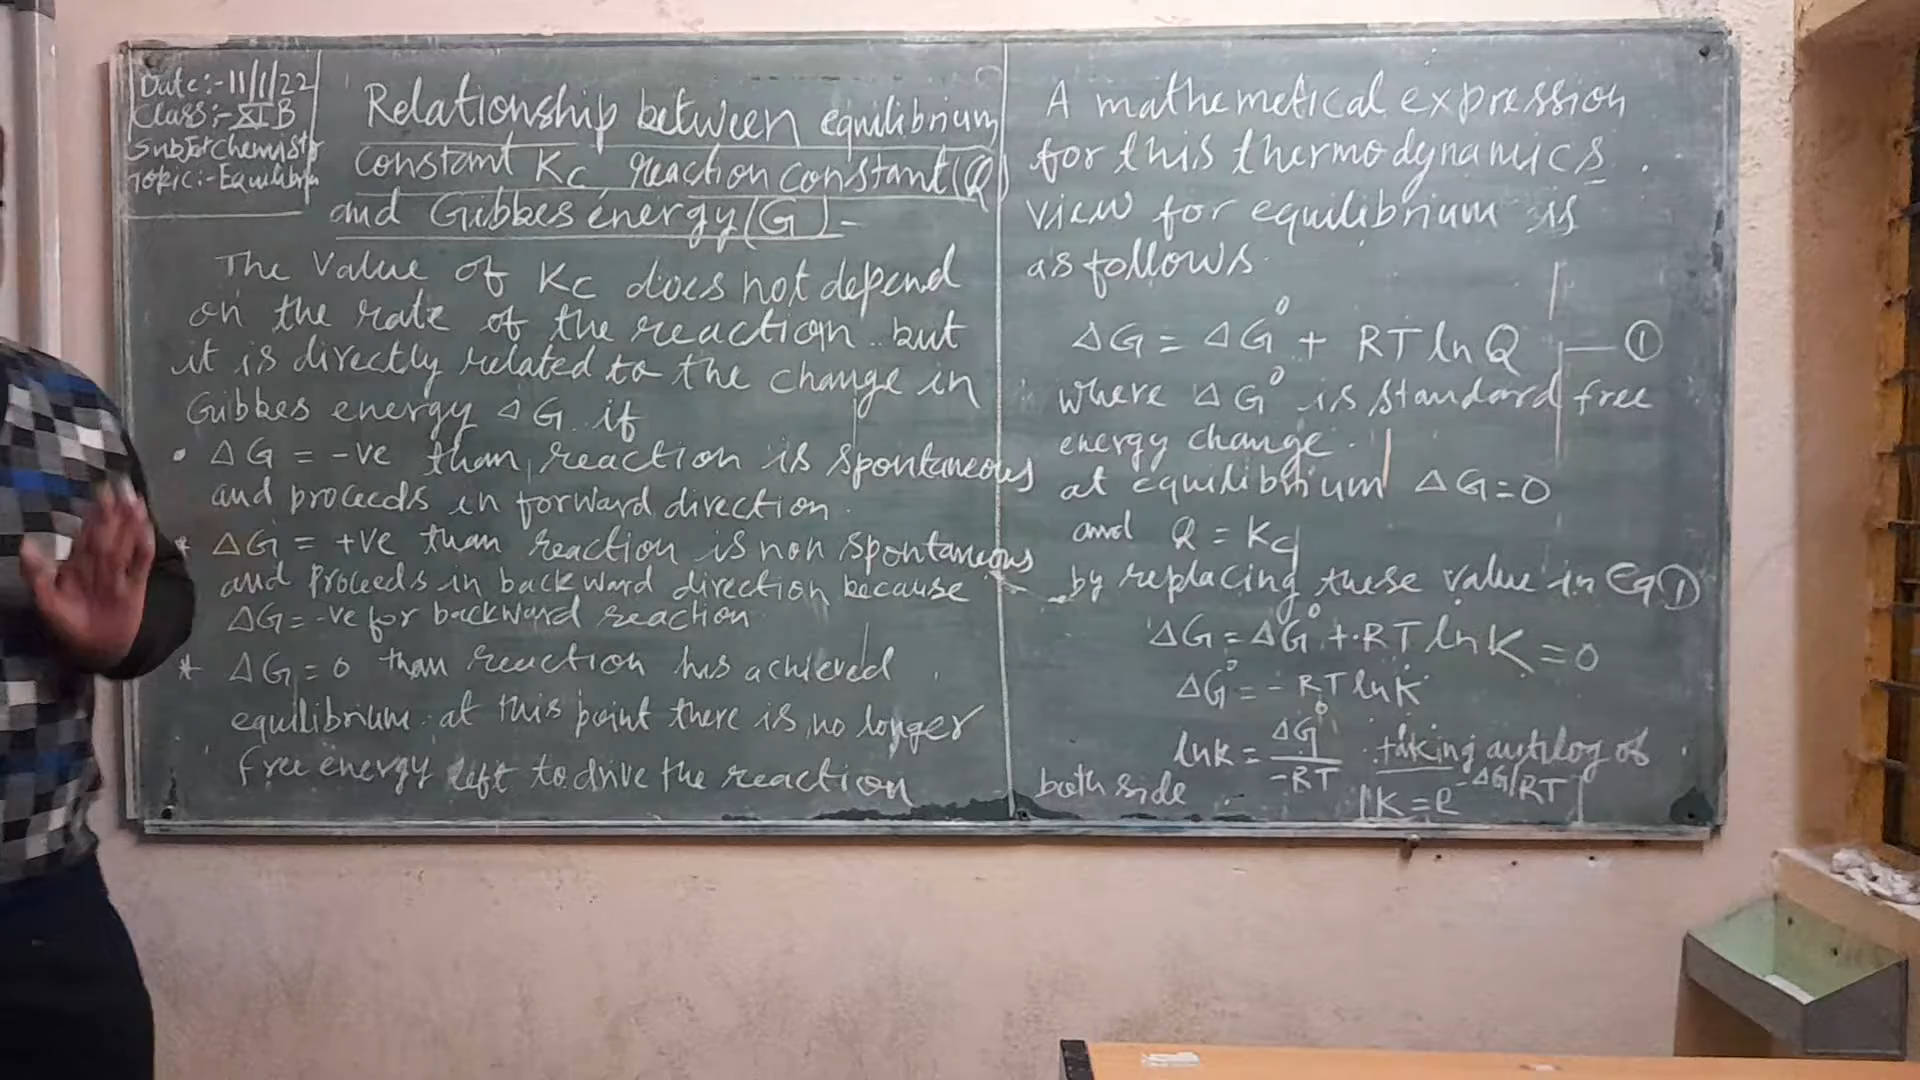 Date:-11/1/22
Class:-XI B
Subject Chemistr
Topic:-Equilibri
Relationship between equilibrium
constant Kc reaction constant (Q)
and Gibbes energy (G) -
The Value of Kc does not depend
on the rate of the reaction but
it is directly related to the change in
Gibbes energy ΔG if
• ΔG = -ve than reaction is spontaneous
and proceeds in forward direction.
* ΔG = +ve than reaction is non spontaneous
and Proceeds in backward direction because
ΔG = -ve for backward reaction
* ΔG = 0 than reaction has achieved
equilibrium at this point there is no longer
free energy left to drive the reaction
A mathemetical expression
for this thermodynamics
view for equilibrium is
as follows.
ΔG = ΔG° + RT ln Q — ①
where ΔG° is standard free
energy change.
at equilibrium ΔG = 0
and Q = Kc
by replacing these value in Eq ①
ΔG = ΔG° + RT ln K = 0
ΔG° = - RT ln K
lnK = ΔG°/-RT taking antilog of
both side K = e^-ΔG/RT